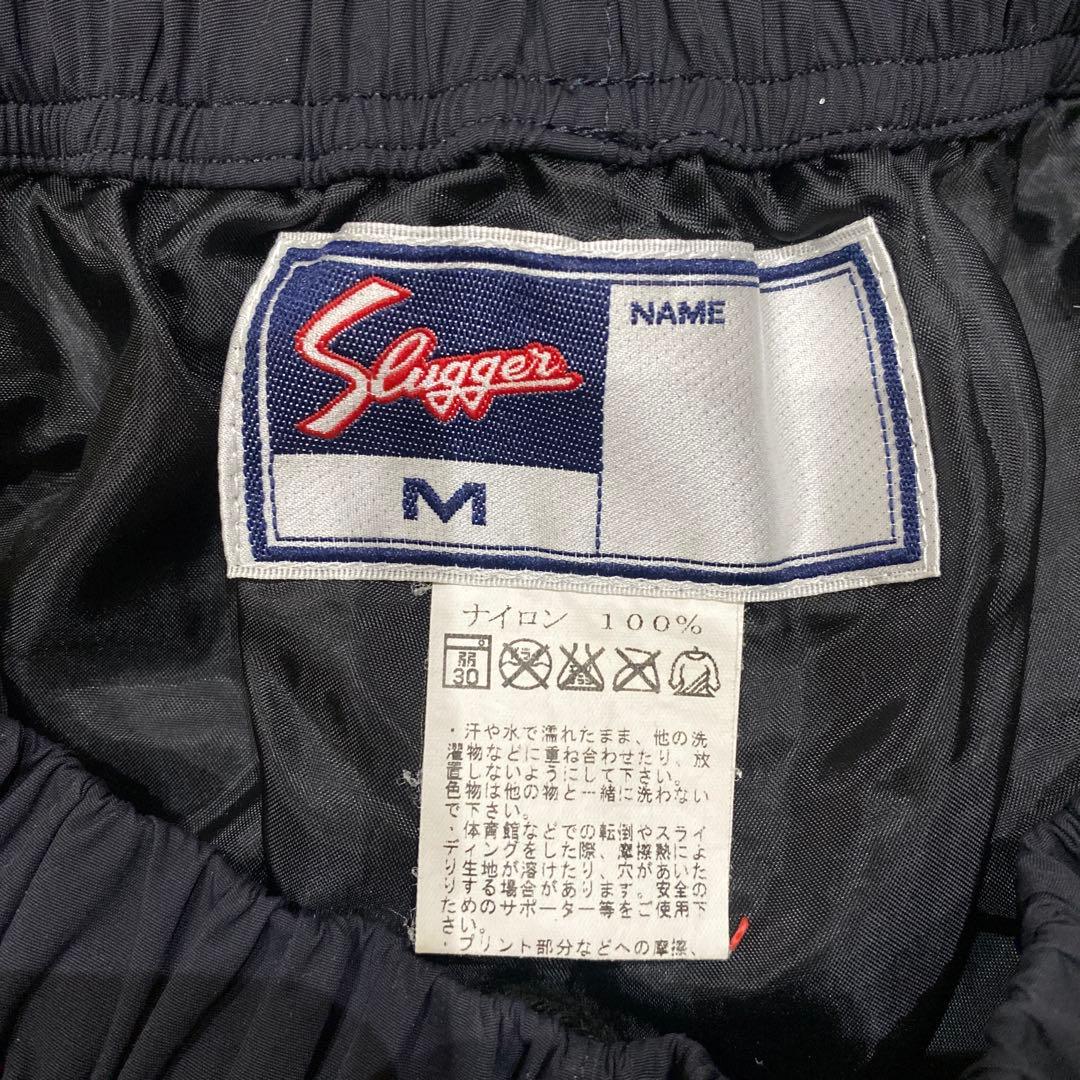 Slugger
NAME
M
ナイロン 100%
弱
30
・汗や水で濡れたまま、他の洗
濯物などに重ね合わせたり、放
置しないようにして下さい。
色物は他の物と一緒に洗わない
で下さい。
・体育館などでの転倒やスライ
ディングをした際、摩擦熱によ
り生地が溶けたり、穴があいた
りする場合があります。安全の
ためのサポーター等をご使用下
さい。
・プリント部分などへの摩擦、